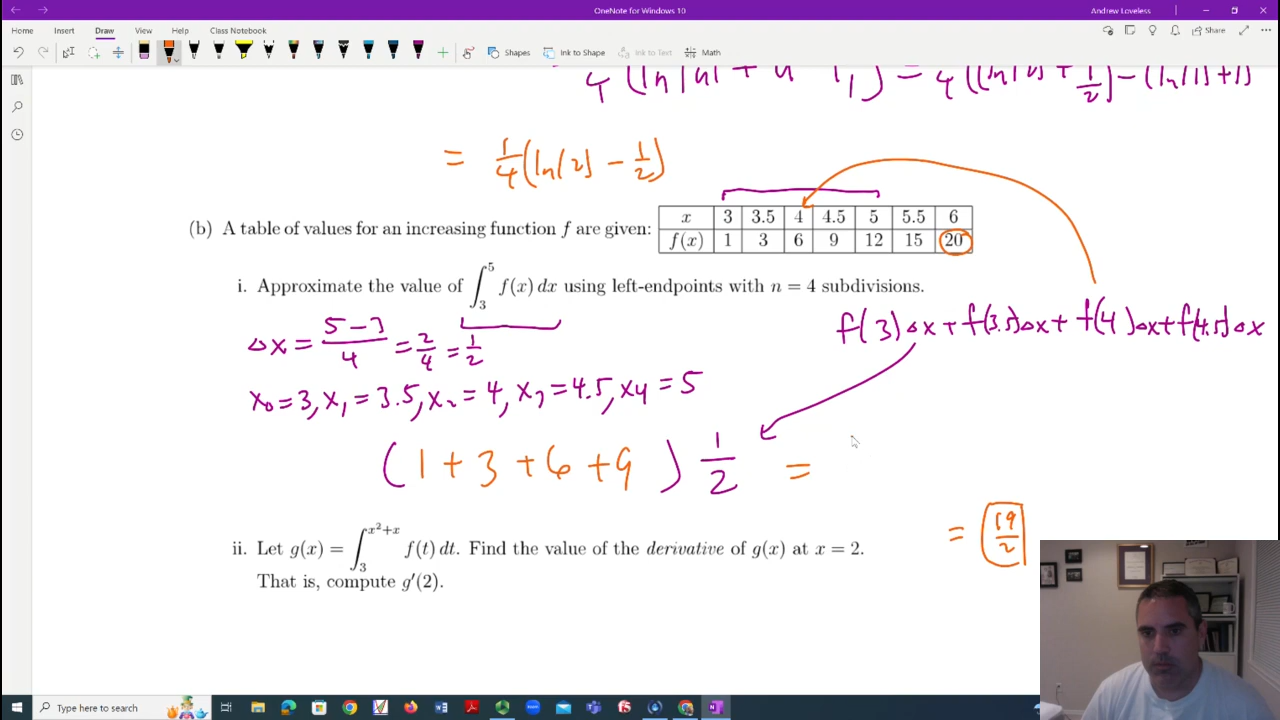 OneNote for Windows 10
Andrew Loveless
Home Insert Draw View Help Class Notebook
Share
Shapes Ink to Shape Ink to Text Math
= 1/4 (ln|2| - 1/2)
(b) A table of values for an increasing function f are given:
x 3 3.5 4 4.5 5 5.5 6
f(x) 1 3 6 9 12 15 20
i. Approximate the value of ∫₃⁵ f(x) dx using left-endpoints with n = 4 subdivisions.
f(3)Δx + f(3.5)Δx + f(4)Δx + f(4.5)Δx
Δx = (5-3)/4 = 2/4 = 1/2
x₀ = 3, x₁ = 3.5, x₂ = 4, x₃ = 4.5, x₄ = 5
(1 + 3 + 6 + 9) 1/2 =
= 19/2
ii. Let g(x) = ∫₃^(x²+x) f(t) dt. Find the value of the derivative of g(x) at x = 2.
That is, compute g′(2).
Type here to search